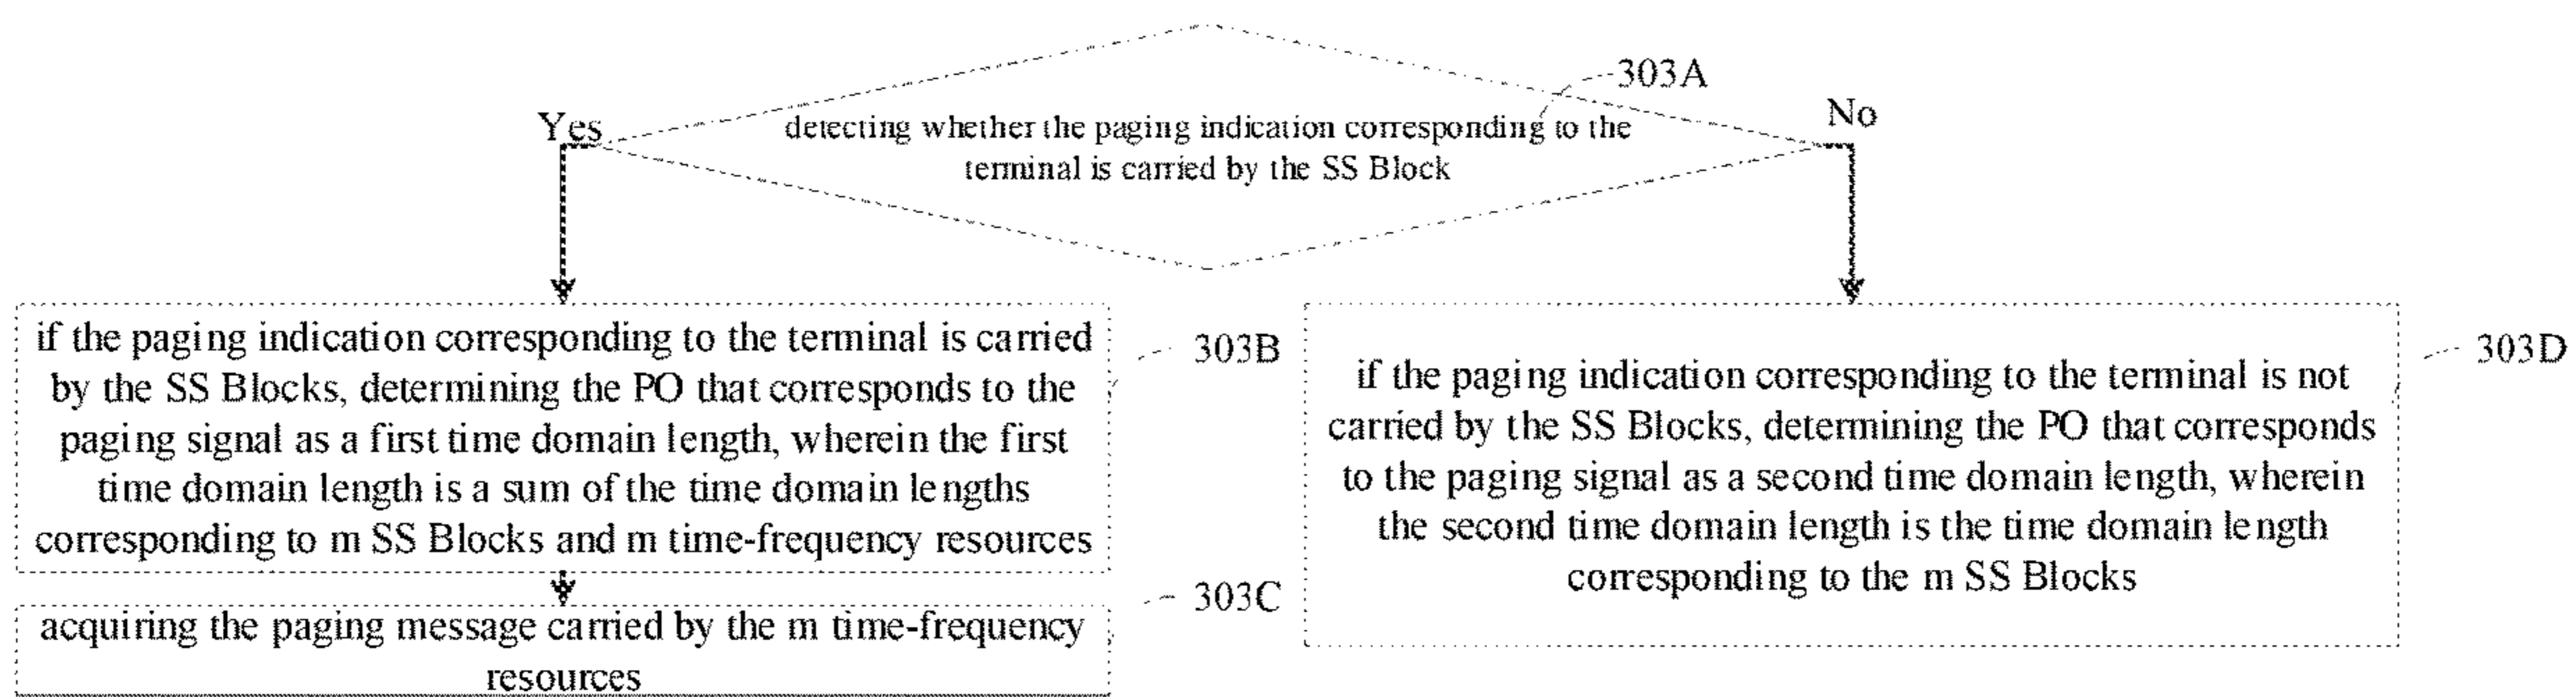 303A
Yes
No
detecting whether the paging indication corresponding to the
terminal is carried by the SS Block
if the paging indication corresponding to the terminal is carried
by the SS Blocks, determining the PO that corresponds to the
paging signal as a first time domain length, wherein the first
time domain length is a sum of the time domain lengths
corresponding to m SS Blocks and m time-frequency resources
303B
acquiring the paging message carried by the m time-frequency
resources
303C
if the paging indication corresponding to the terminal is not
carried by the SS Blocks, determining the PO that corresponds
to the paging signal as a second time domain length, wherein
the second time domain length is the time domain length
corresponding to the m SS Blocks
303D